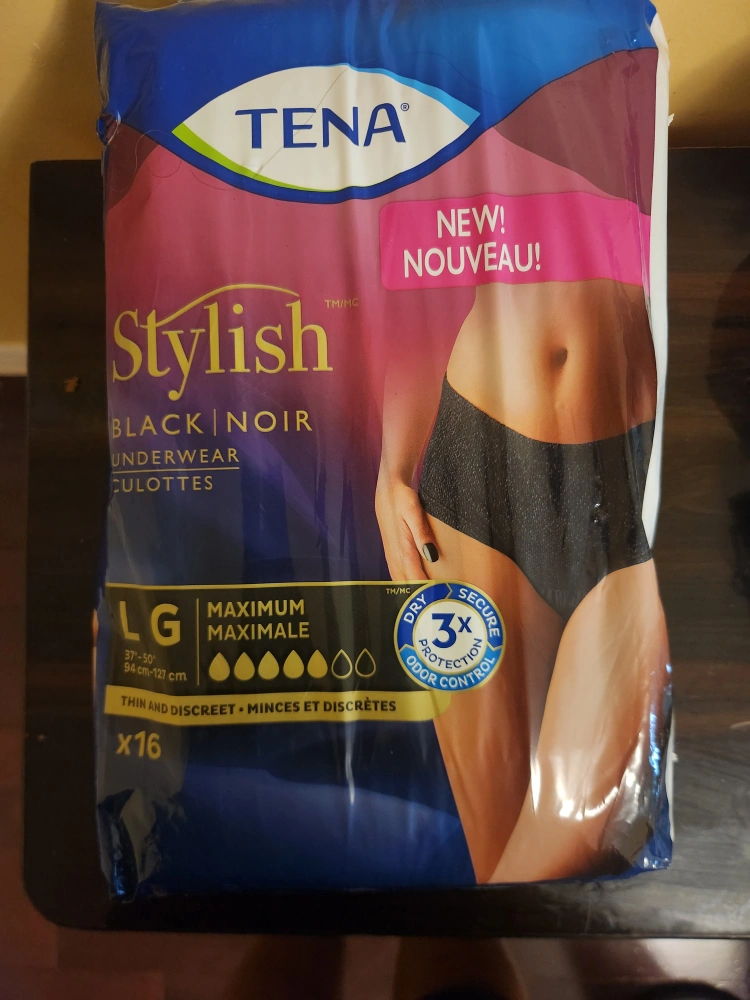 TENA®
NEW!
NOUVEAU!
Stylish TM/MC
BLACK | NOIR
UNDERWEAR
CULOTTES
L G
37"-50"
94 cm-127 cm
MAXIMUM
MAXIMALE
TM/MC
DRY
SECURE
3x
PROTECTION
ODOR CONTROL
THIN AND DISCREET • MINCES ET DISCRÈTES
x16